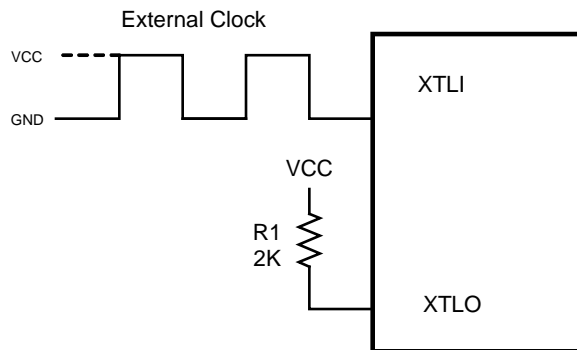 External Clock
VCC
GND
XTLI
VCC
R1
2K
XTLO